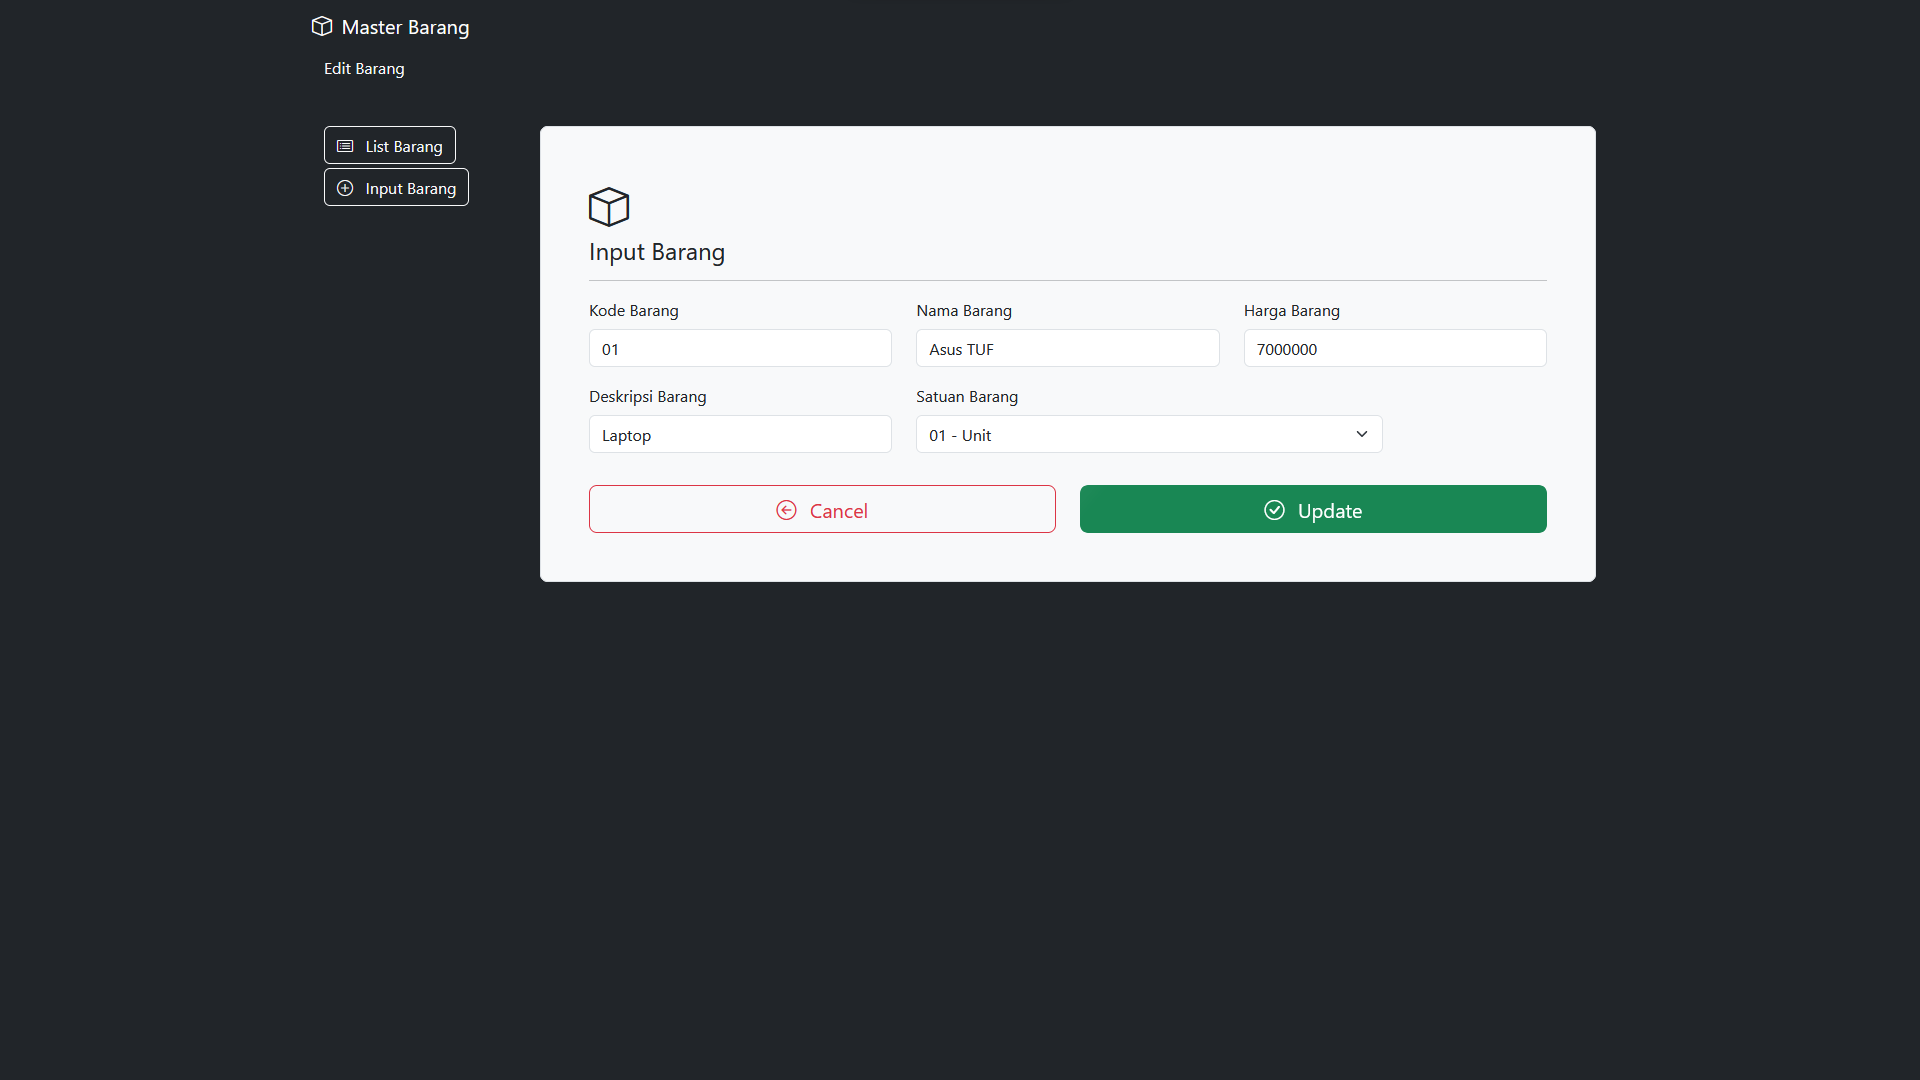 Master Barang
Edit Barang
List Barang
Input Barang
Input Barang
Kode Barang
Nama Barang
Harga Barang
01
Asus TUF
7000000
Deskripsi Barang
Satuan Barang
Laptop
01 - Unit
Cancel
Update